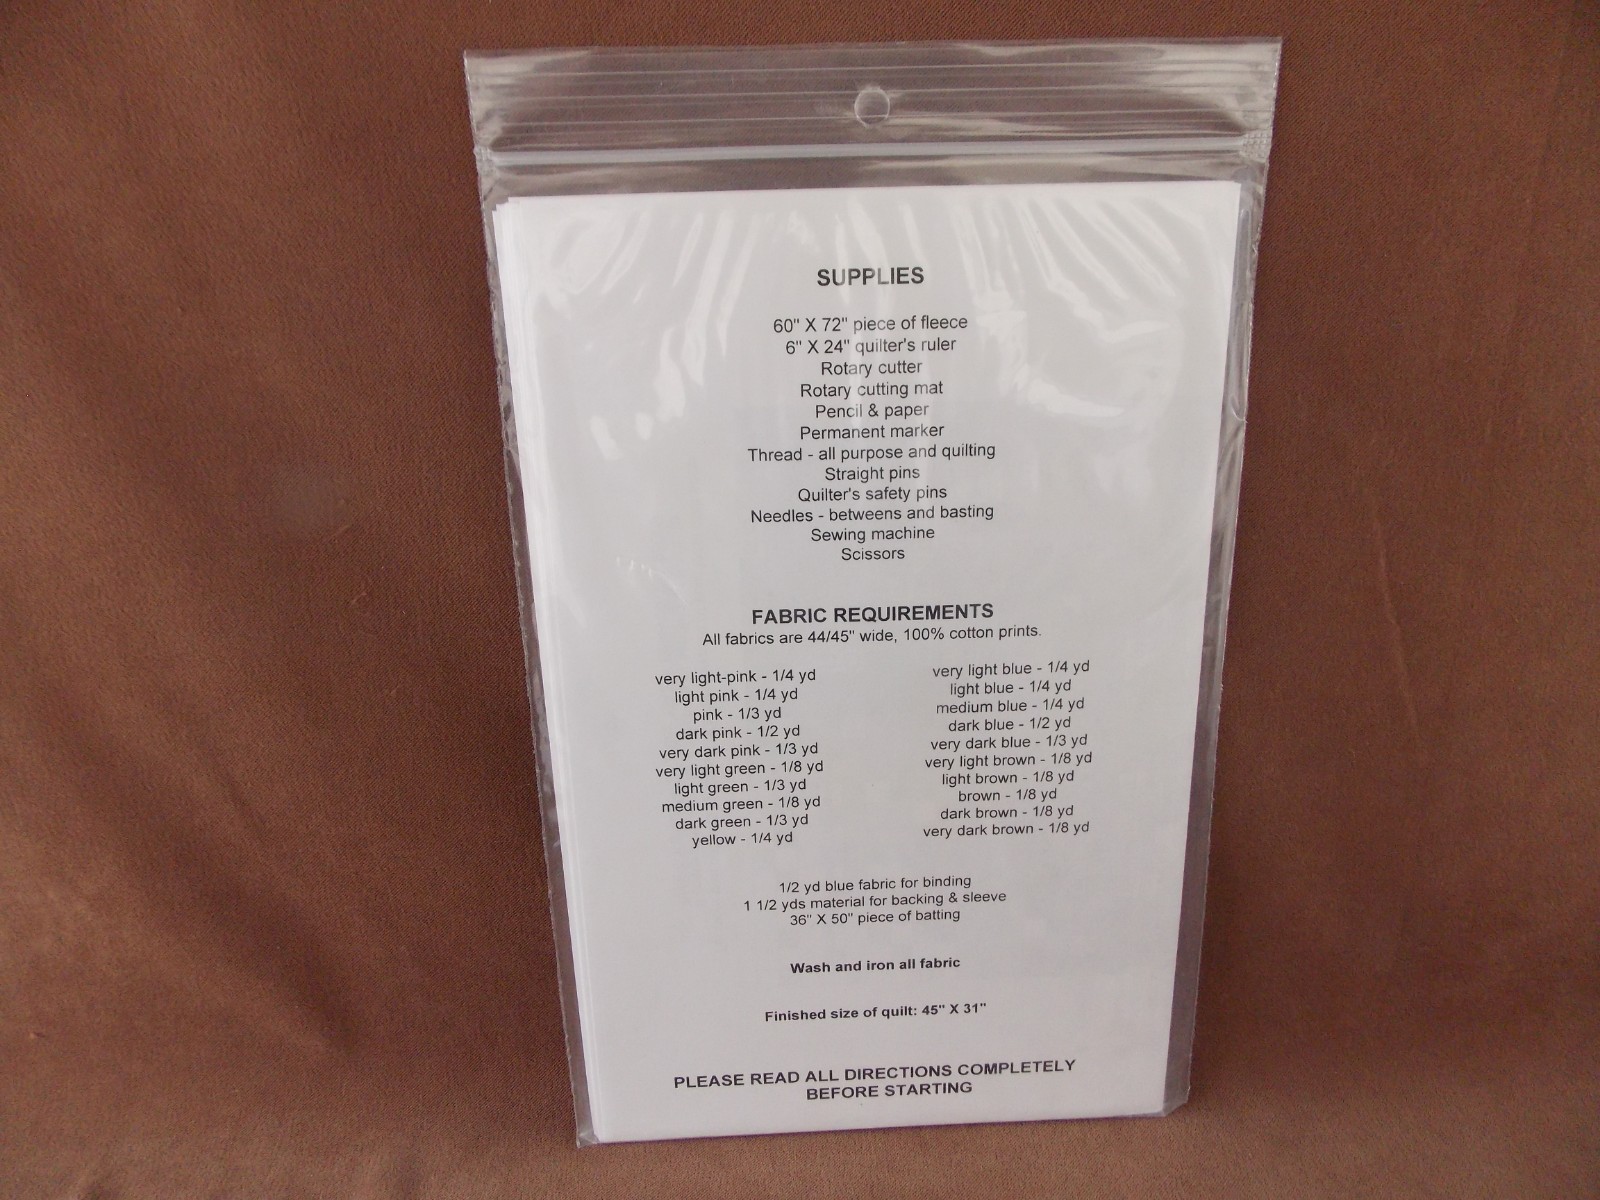 SUPPLIES
60" X 72" piece of fleece
6" X 24" quilter's ruler
Rotary cutter
Rotary cutting mat
Pencil & paper
Permanent marker
Thread - all purpose and quilting
Straight pins
Quilter's safety pins
Needles - betweens and basting
Sewing machine
Scissors
FABRIC REQUIREMENTS
All fabrics are 44/45" wide, 100% cotton prints.
very light-pink - 1/4 yd
light pink - 1/4 yd
pink - 1/3 yd
dark pink - 1/2 yd
very dark pink - 1/3 yd
very light green - 1/8 yd
light green - 1/3 yd
medium green - 1/8 yd
dark green - 1/3 yd
yellow - 1/4 yd
very light blue - 1/4 yd
light blue - 1/4 yd
medium blue - 1/4 yd
dark blue - 1/2 yd
very dark blue - 1/3 yd
very light brown - 1/8 yd
light brown - 1/8 yd
brown - 1/8 yd
dark brown - 1/8 yd
very dark brown - 1/8 yd
1/2 yd blue fabric for binding
1 1/2 yds material for backing & sleeve
36" X 50" piece of batting
Wash and iron all fabric
Finished size of quilt: 45" X 31"
PLEASE READ ALL DIRECTIONS COMPLETELY
BEFORE STARTING